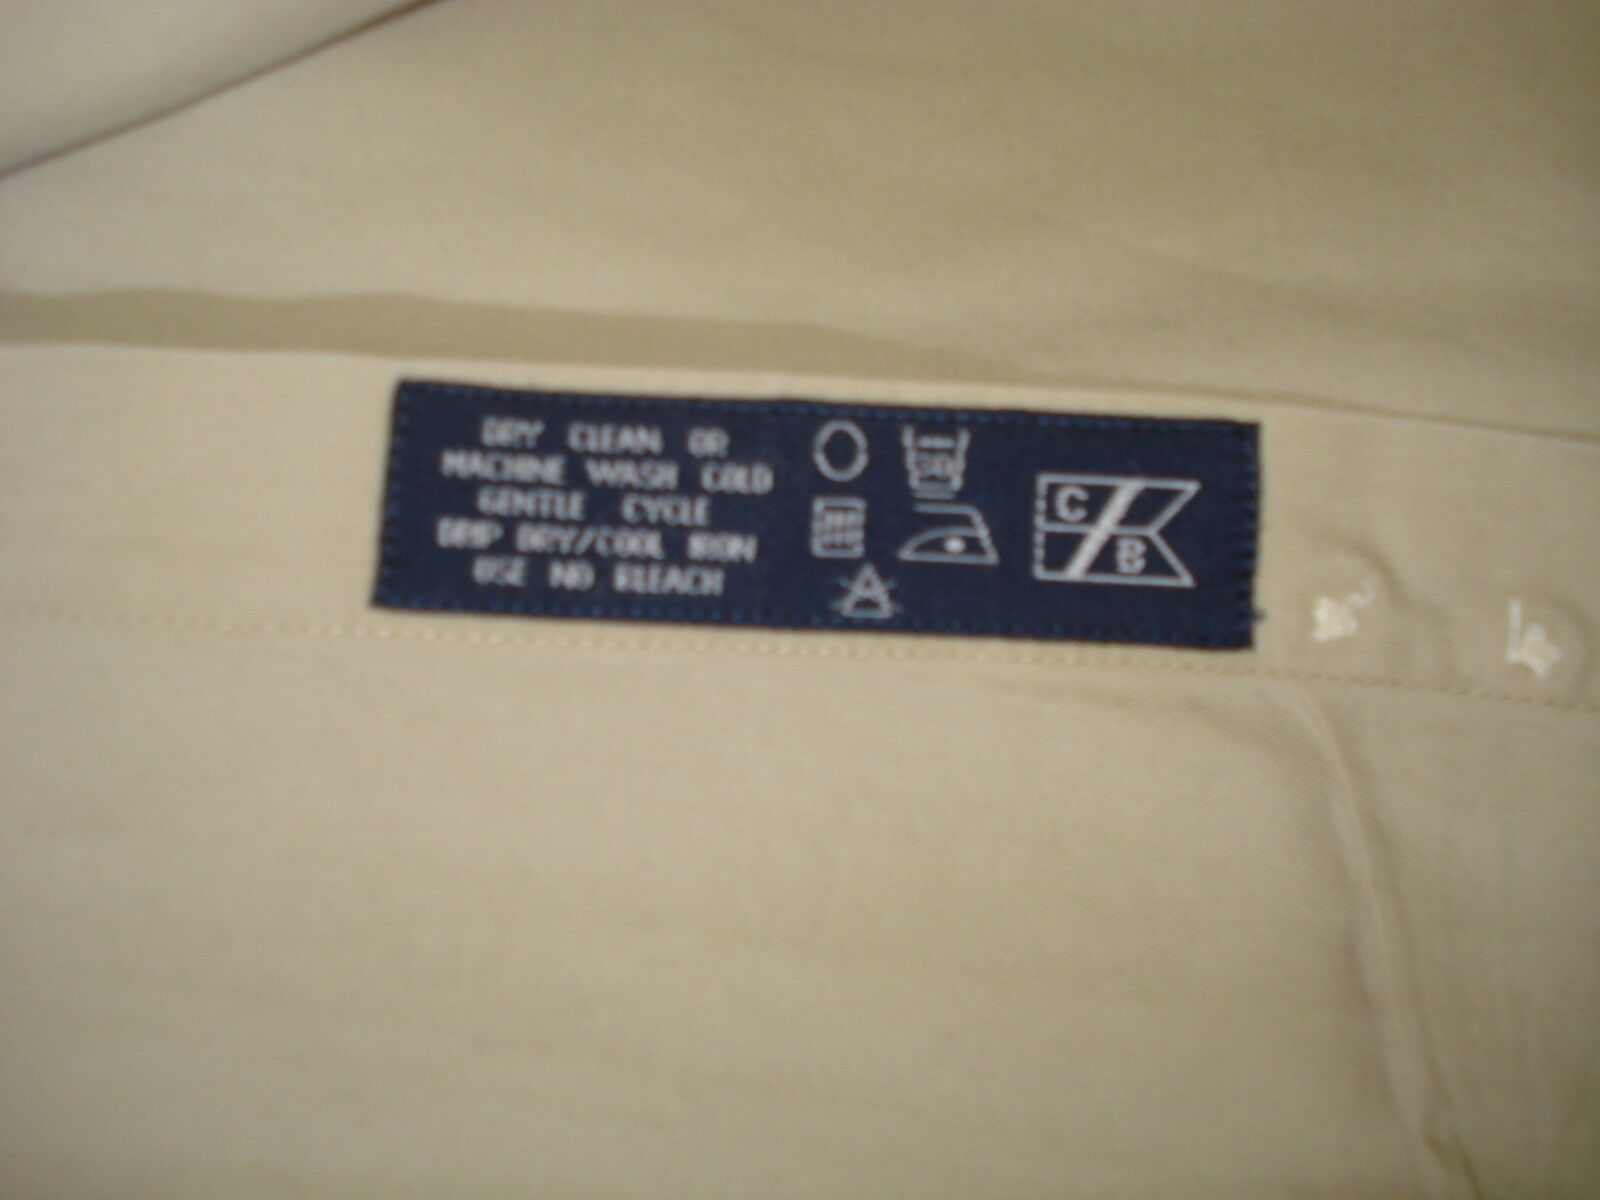 DRY CLEAN OR
MACHINE WASH COLD
GENTLE CYCLE
DRIP DRY/COOL IRON
USE NO BLEACH
C
B